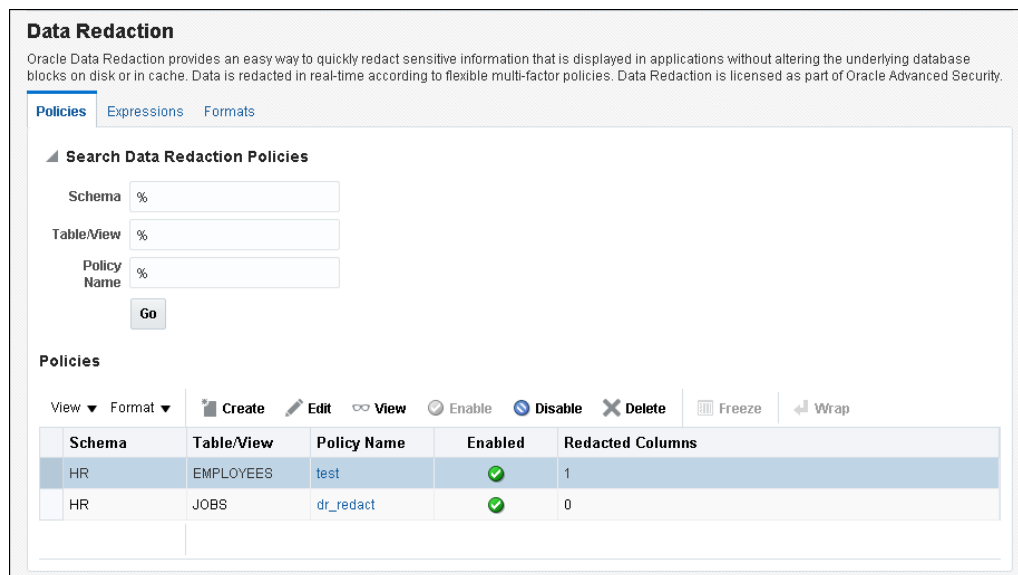 Data Redaction
Oracle Data Redaction provides an easy way to quickly redact sensitive information that is displayed in applications without altering the underlying database
blocks on disk or in cache. Data is redacted in real-time according to flexible multi-factor policies. Data Redaction is licensed as part of Oracle Advanced Security.
Policies Expressions Formats
Search Data Redaction Policies
Schema %
Table/View %
Policy
Name %
Go
Policies
View Format Create Edit View Enable Disable Delete Freeze Wrap
Schema Table/View Policy Name Enabled Redacted Columns
HR EMPLOYEES test 1
HR JOBS dr_redact 0